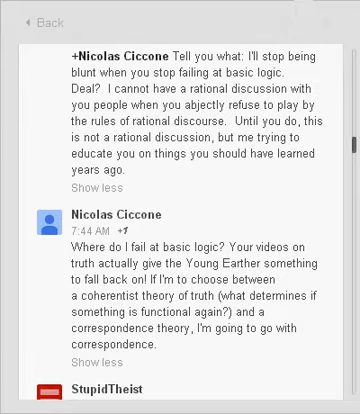 Back
+Nicolas Ciccone Tell you what: I'll stop being
blunt when you stop failing at basic logic.
Deal?  I cannot have a rational discussion with
you people when you abjectly refuse to play by
the rules of rational discourse.  Until you do, this
is not a rational discussion, but me trying to
educate you on things you should have learned
years ago.
Show less
Nicolas Ciccone
7:44 AM +1
Where do I fail at basic logic? Your videos on
truth actually give the Young Earther something
to fall back on! If I'm to choose between
a coherentist theory of truth (what determines if
something is functional again?) and a
correspondence theory, I'm going to go with
correspondence.
Show less
StupidTheist